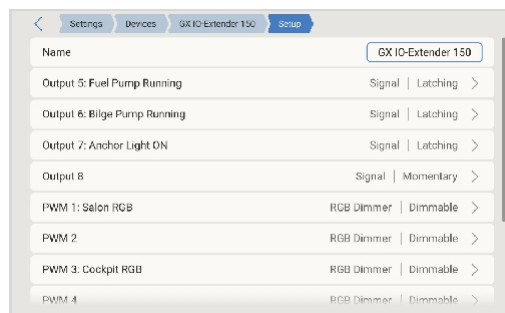 Settings Devices GX IO-Extender 150 Setup
Name GX IO-Extender 150
Output 5: Fuel Pump Running Signal | Latching
Output 6: Bilge Pump Running Signal | Latching
Output 7: Anchor Light ON Signal | Latching
Output 8 Signal | Momentary
PWM 1: Salon RGB RGB Dimmer | Dimmable
PWM 2 RGB Dimmer | Dimmable
PWM 3: Cockpit RGB RGB Dimmer | Dimmable
PWM 4 RGB Dimmer | Dimmable